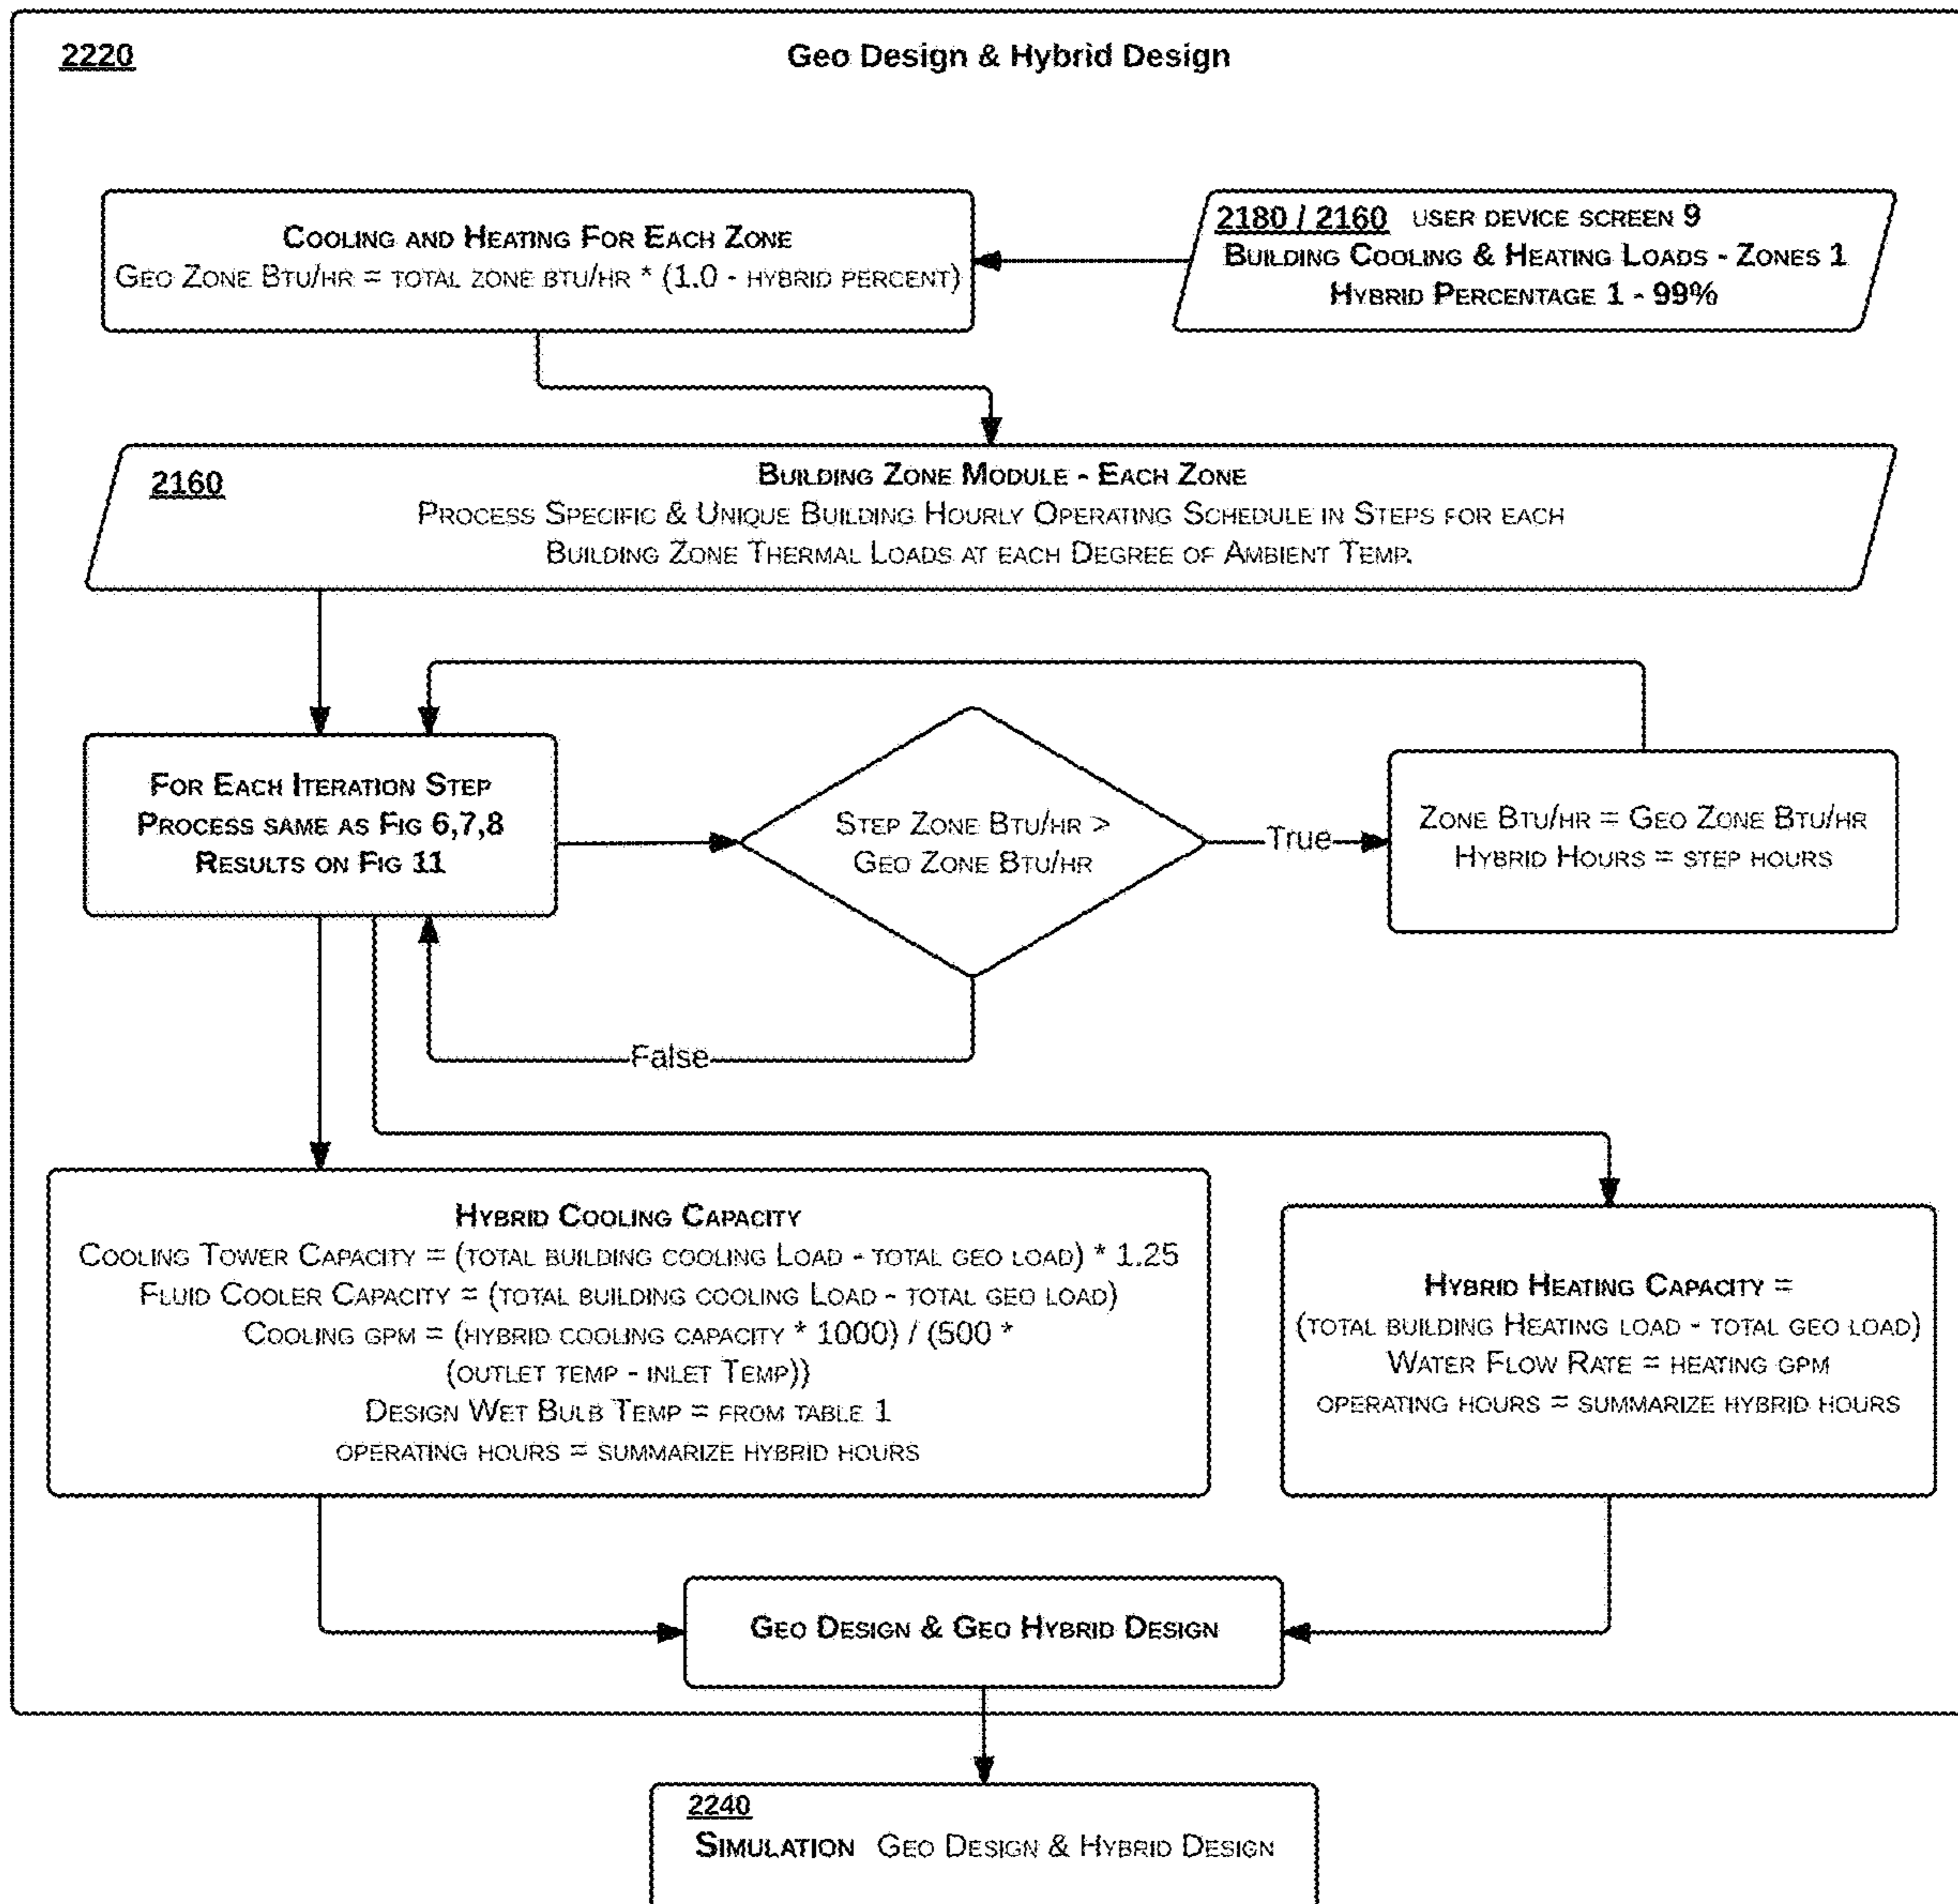 2220
Geo Design & Hybrid Design
Cooling and Heating For Each Zone
Geo Zone Btu/hr = total zone btu/hr * (1.0 - hybrid percent)
2180 / 2160 user device screen 9
Building Cooling & Heating Loads - Zones 1
Hybrid Percentage 1 - 99%
2160
Building Zone Module - Each Zone
Process Specific & Unique Building Hourly Operating Schedule in Steps for each
Building Zone Thermal Loads at each Degree of Ambient Temp.
For Each Iteration Step
Process same as Fig 6,7,8
Results on Fig 11
Step Zone Btu/hr >
Geo Zone Btu/hr
True
Zone Btu/hr = Geo Zone Btu/hr
Hybrid Hours = step hours
False
Hybrid Cooling Capacity
Cooling Tower Capacity = (total building cooling Load - total geo load) * 1.25
Fluid Cooler Capacity = (total building cooling Load - total geo load)
Cooling gpm = (hybrid cooling capacity * 1000) / (500 *
(outlet temp - inlet Temp))
Design Wet Bulb Temp = from table 1
operating hours = summarize hybrid hours
Hybrid Heating Capacity =
(total building Heating load - total geo load)
Water Flow Rate = heating gpm
operating hours = summarize hybrid hours
Geo Design & Geo Hybrid Design
2240
Simulation Geo Design & Hybrid Design